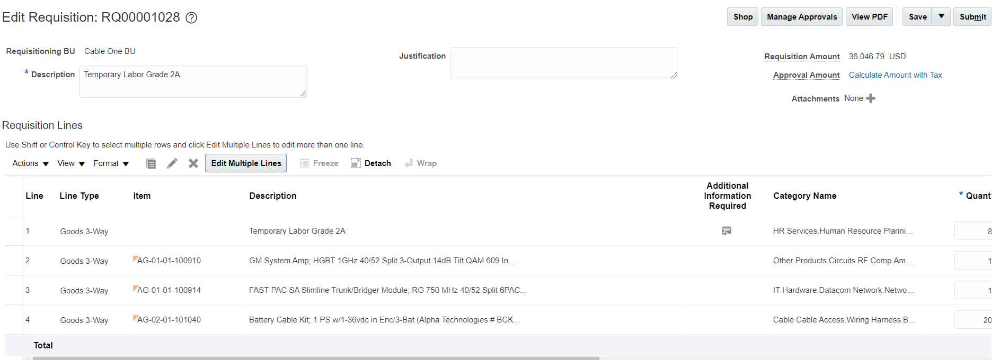 Edit Requisition: RQ00001028 ?
Shop Manage Approvals View PDF Save Submit
Requisitioning BU Cable One BU
* Description Temporary Labor Grade 2A
Justification
Requisition Amount 36,046.79 USD
Approval Amount Calculate Amount with Tax
Attachments None
Requisition Lines
Use Shift or Control Key to select multiple rows and click Edit Multiple Lines to edit more than one line.
Actions View Format Edit Multiple Lines Freeze Detach Wrap
Line Line Type Item Description Additional Information Required Category Name * Quanti
1 Goods 3-Way Temporary Labor Grade 2A HR Services.Human Resource Planni... 8
2 Goods 3-Way AG-01-01-100910 GM System Amp; HGBT 1GHz 40/52 Split 3-Output 14dB Tilt QAM 609 In... Other Products.Circuits RF Comp.Am... 1
3 Goods 3-Way AG-01-01-100914 FAST-PAC SA Slimline Trunk/Bridger Module; RG 750 MHz 40/52 Split 6PAC... IT Hardware.Datacom Network.Netwo... 1
4 Goods 3-Way AG-02-01-101040 Battery Cable Kit; 1 PS w/1-36vdc in Enc/3-Bat (Alpha Technologies # BCK... Cable Cable Access.Wiring Harness.B... 20
Total